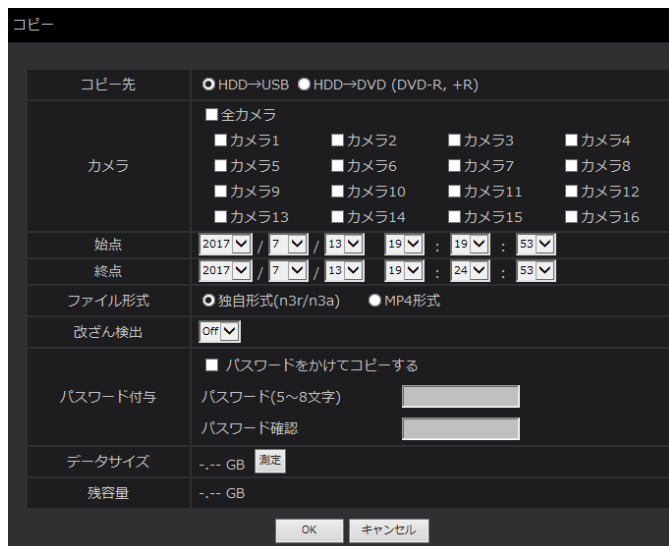 コピー
コピー先 HDD→USB HDD→DVD (DVD-R, +R)
全カメラ
カメラ1 カメラ2 カメラ3 カメラ4
カメラ カメラ5 カメラ6 カメラ7 カメラ8
カメラ9 カメラ10 カメラ11 カメラ12
カメラ13 カメラ14 カメラ15 カメラ16
始点 2017 / 7 / 13 19 : 19 : 53
終点 2017 / 7 / 13 19 : 24 : 53
ファイル形式 独自形式(n3r/n3a) MP4形式
改ざん検出 Off
パスワードをかけてコピーする
パスワード付与 パスワード(5～8文字)
パスワード確認
データサイズ -.-- GB 測定
残容量 -.-- GB
OK キャンセル